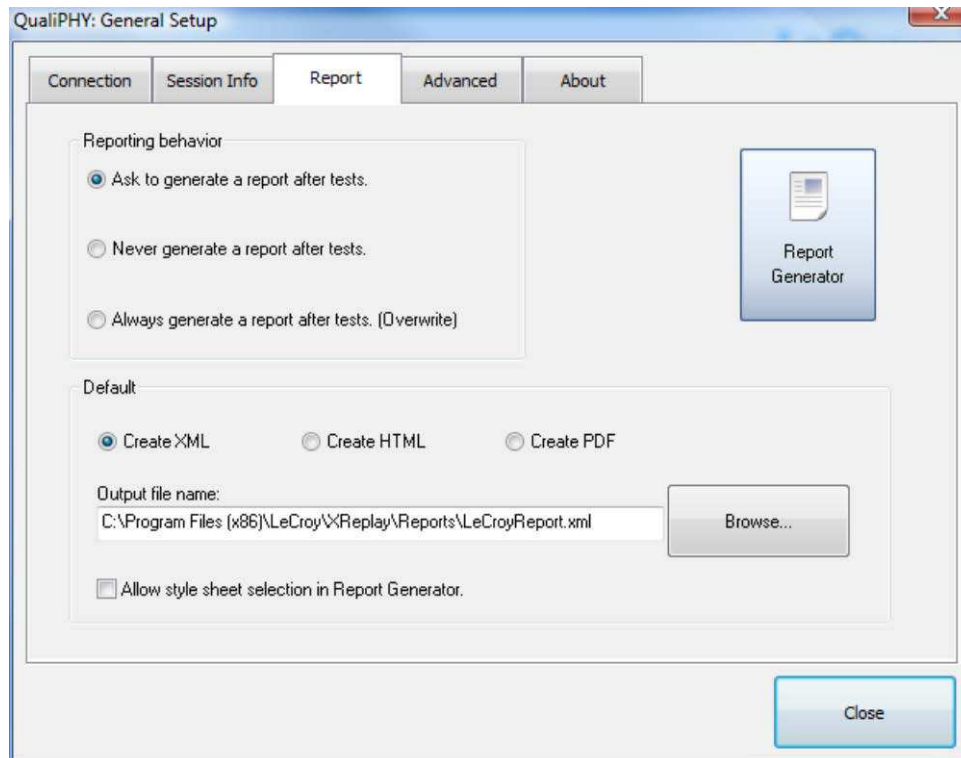 QualiPHY: General Setup
Connection
Session Info
Report
Advanced
About
Reporting behavior
Ask to generate a report after tests.
Never generate a report after tests.
Always generate a report after tests. (Overwrite)
Report
Generator
Default
Create XML
Create HTML
Create PDF
Output file name:
C:\Program Files (x86)\LeCroy\XReplay\Reports\LeCroyReport.xml
Browse...
Allow style sheet selection in Report Generator.
Close